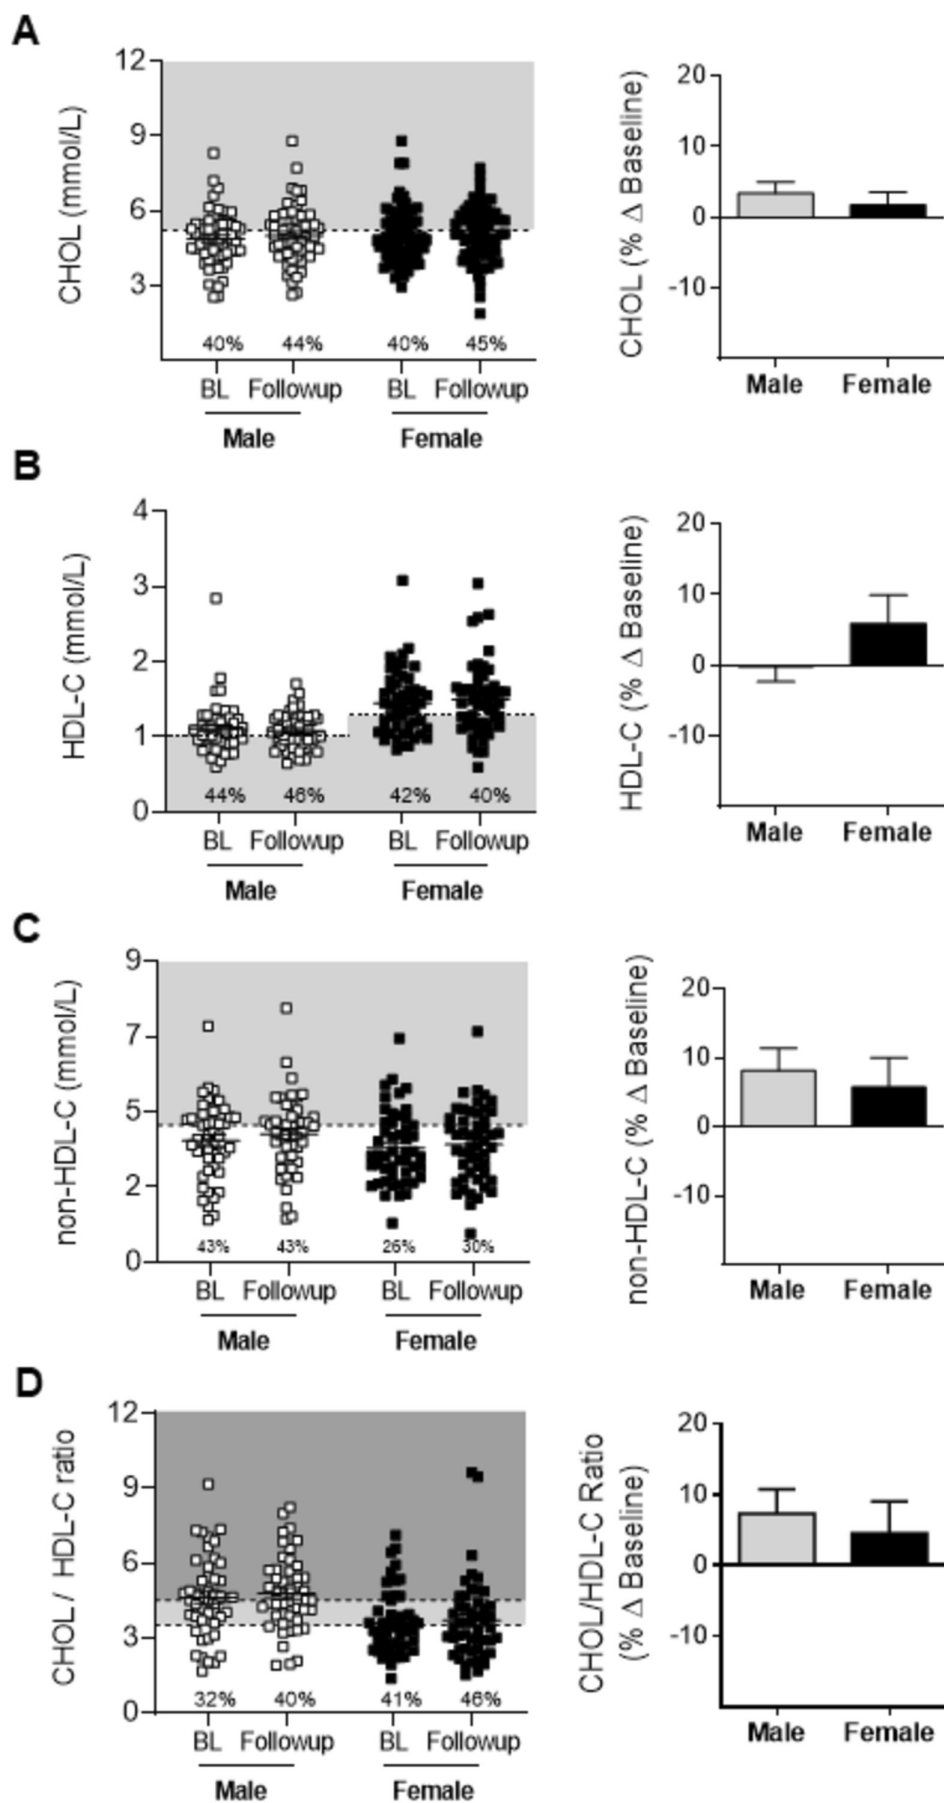 A
CHOL (mmol/L)
12
9
6
3
40%
44%
40%
45%
BL
Followup
BL
Followup
Male
Female
CHOL (% Δ Baseline)
20
10
0
-10
Male
Female
B
HDL-C (mmol/L)
4
3
2
1
0
44%
46%
42%
40%
BL
Followup
BL
Followup
Male
Female
HDL-C (% Δ Baseline)
20
10
0
-10
Male
Female
C
non-HDL-C (mmol/L)
9
7
5
2
0
43%
43%
26%
30%
BL
Followup
BL
Followup
Male
Female
non-HDL-C (% Δ Baseline)
20
10
0
-10
Male
Female
D
CHOL / HDL-C ratio
12
9
6
3
0
32%
40%
41%
46%
BL
Followup
BL
Followup
Male
Female
CHOL/HDL-C Ratio
(% Δ Baseline)
20
10
0
-10
Male
Female